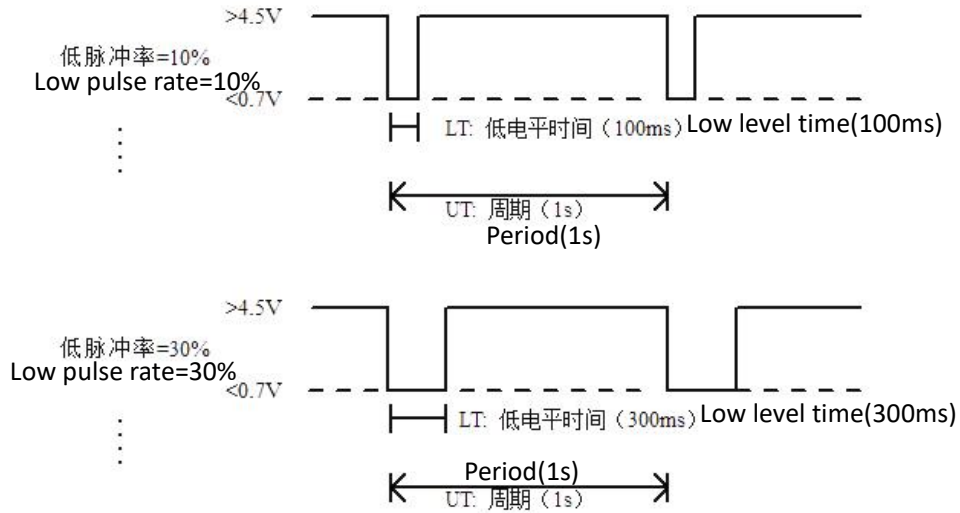 >4.5V
低脉冲率=10%
Low pulse rate=10%
<0.7V
LT: 低电平时间（100ms）Low level time(100ms)
UT: 周期（1s）
Period(1s)
>4.5V
低脉冲率=30%
Low pulse rate=30%
<0.7V
LT: 低电平时间（300ms）Low level time(300ms)
Period(1s)
UT: 周期（1s）